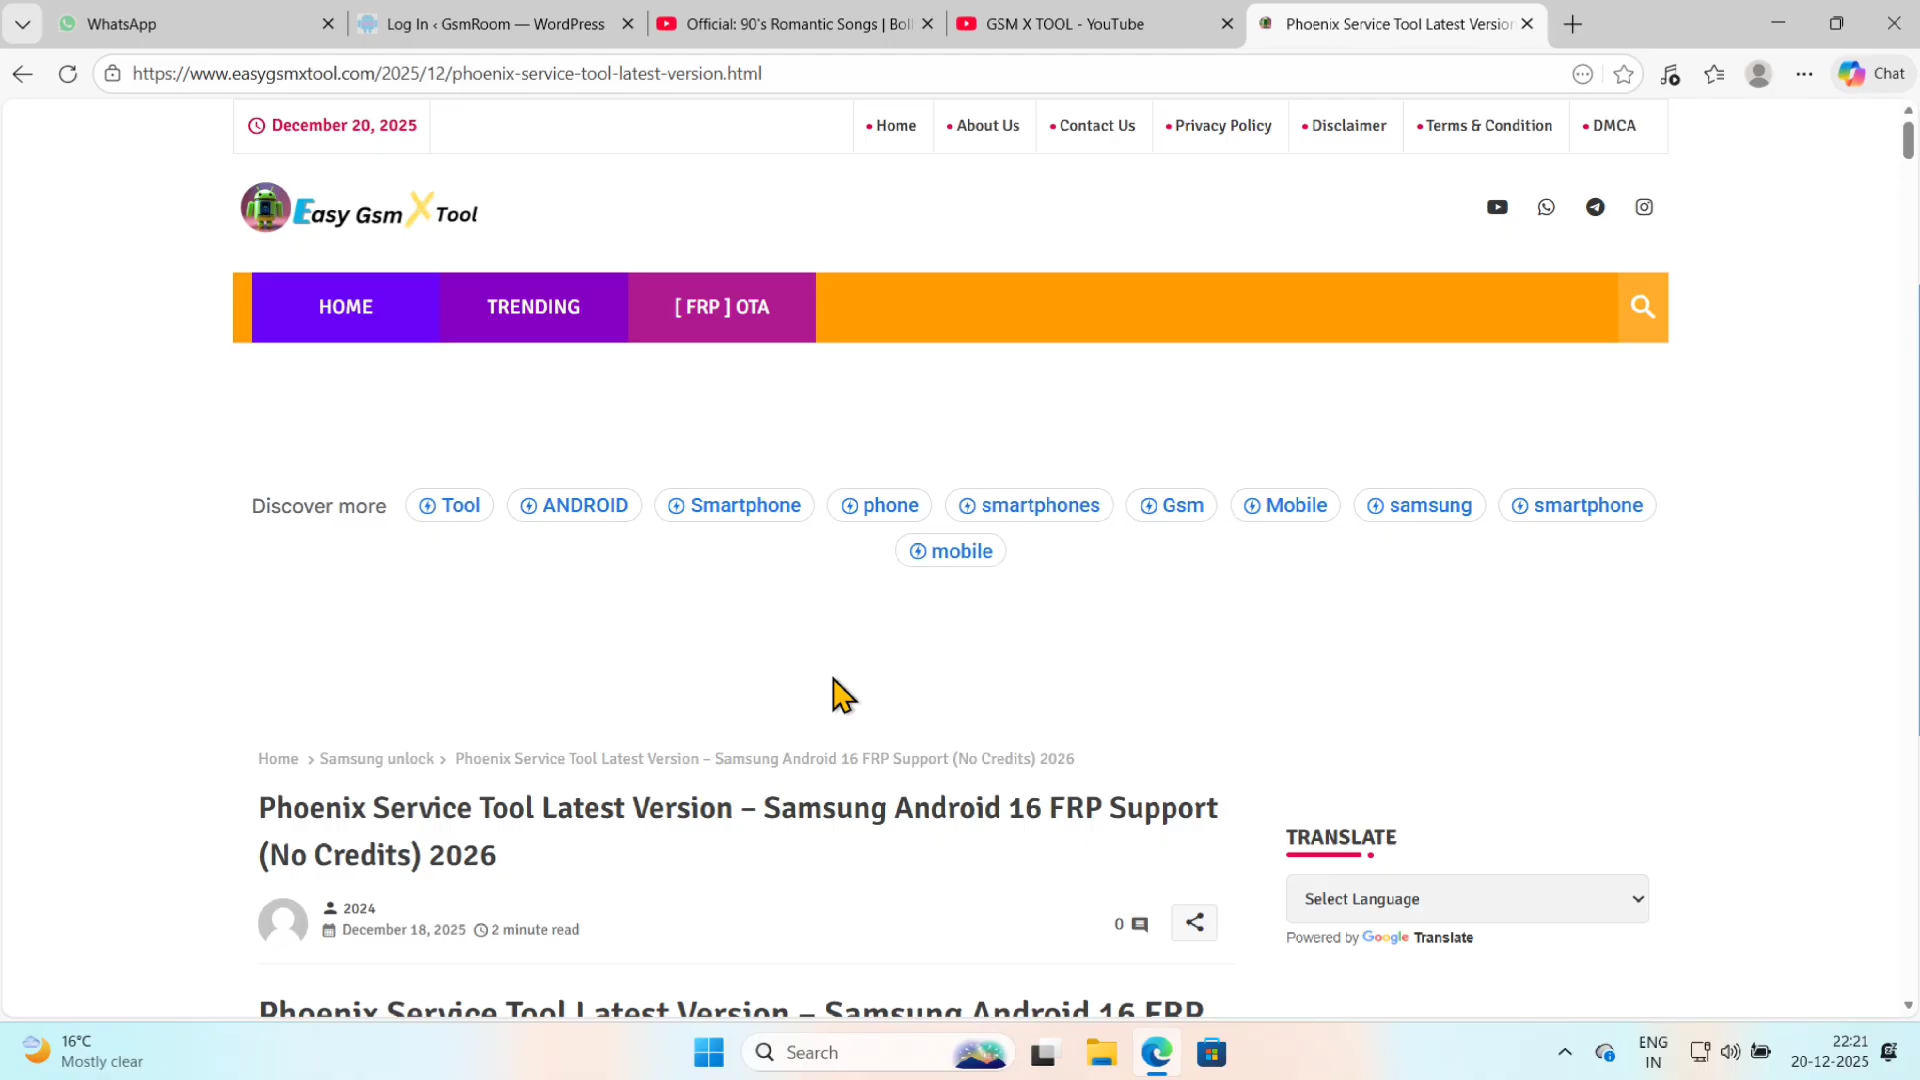 WhatsApp
Log In ‹ GsmRoom — WordPress
Official: 90's Romantic Songs | Bol
GSM X TOOL - YouTube
Phoenix Service Tool Latest Version
https://www.easygsmxtool.com/2025/12/phoenix-service-tool-latest-version.html
Chat
December 20, 2025
Home
About Us
Contact Us
Privacy Policy
Disclaimer
Terms & Condition
DMCA
Easy Gsm X Tool
HOME
TRENDING
[ FRP ] OTA
Discover more
Tool
ANDROID
Smartphone
phone
smartphones
Gsm
Mobile
samsung
smartphone
mobile
Home › Samsung unlock › Phoenix Service Tool Latest Version – Samsung Android 16 FRP Support (No Credits) 2026
Phoenix Service Tool Latest Version – Samsung Android 16 FRP Support
(No Credits) 2026
2024
December 18, 2025 2 minute read
0
TRANSLATE
Select Language
Powered by Google Translate
Phoenix Service Tool Latest Version – Samsung Android 16 FRP
16°C
Mostly clear
Search
ENG
IN
22:21
20-12-2025